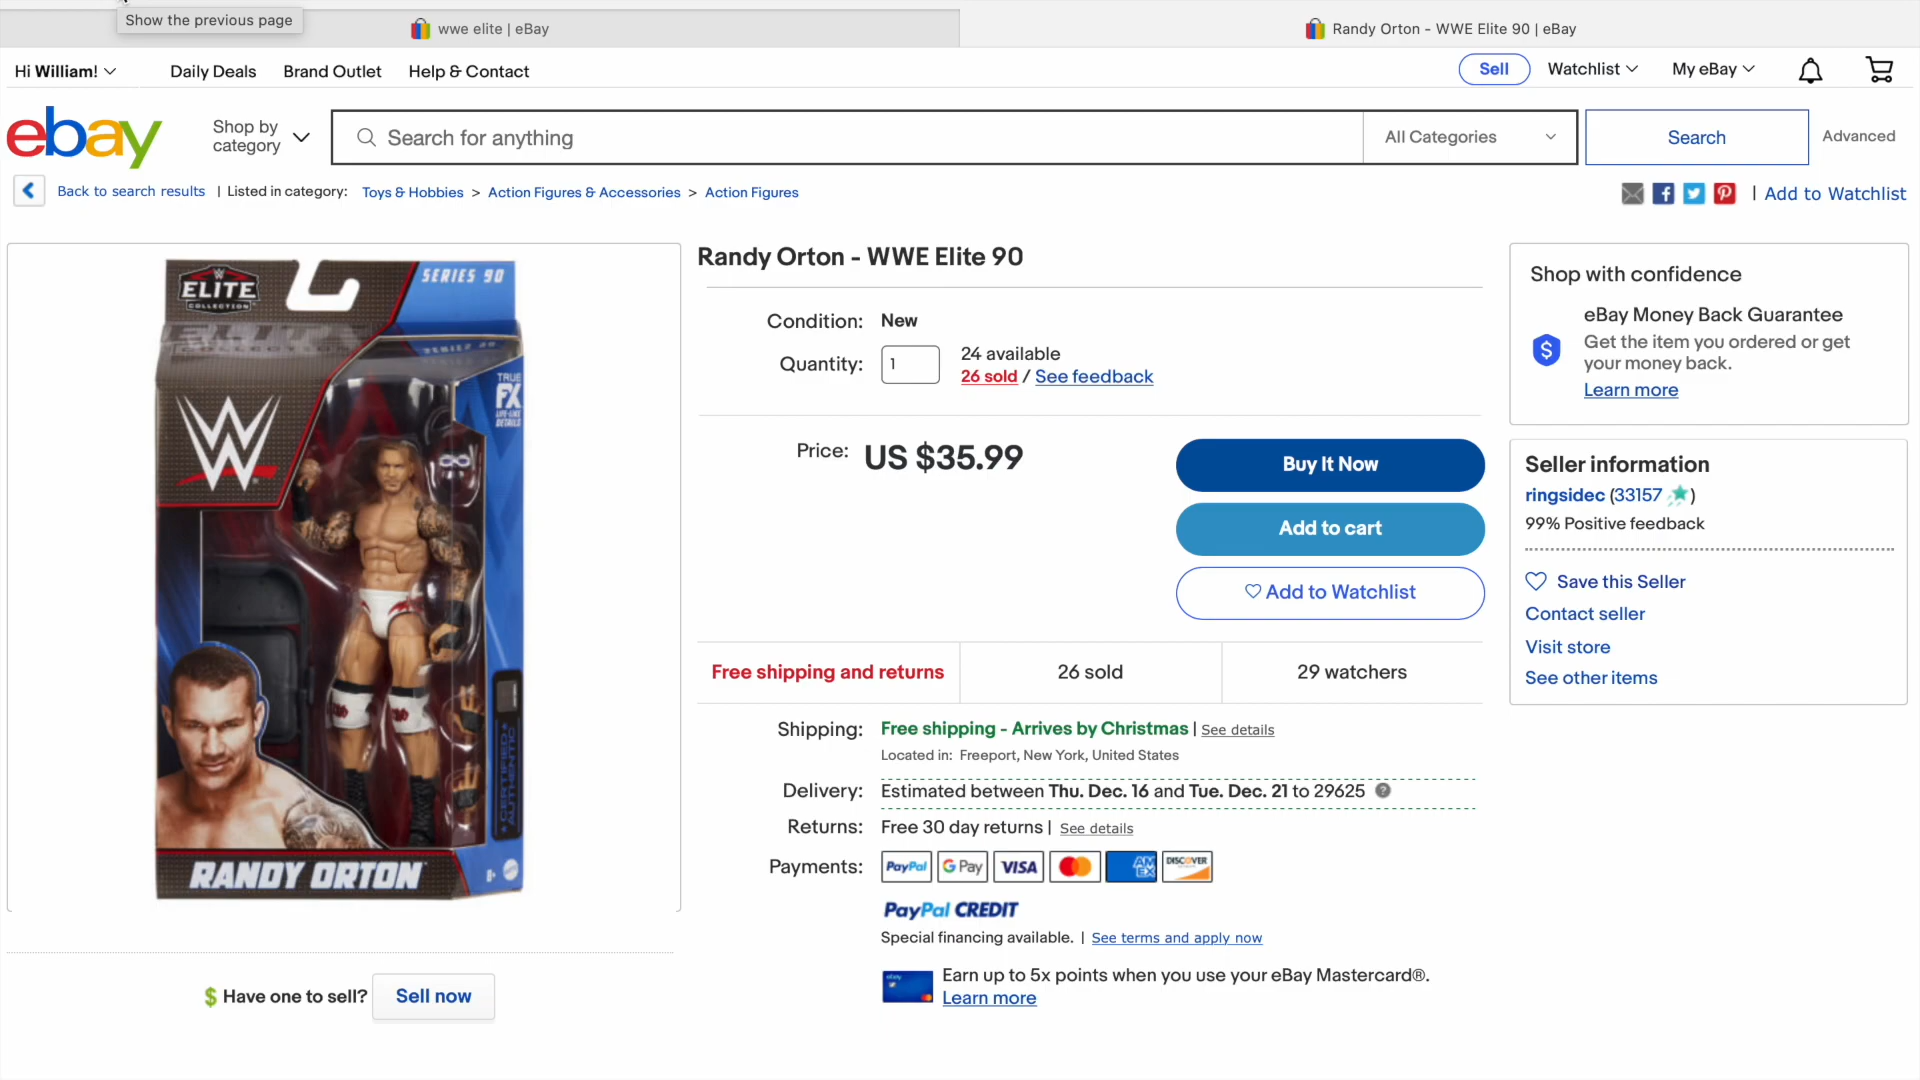 Show the previous page
wwe elite | eBay
Randy Orton - WWE Elite 90 | eBay
Hi William!
Daily Deals
Brand Outlet
Help & Contact
Sell
Watchlist
My eBay
ebay
Shop by
category
Search for anything
All Categories
Search
Advanced
Back to search results | Listed in category: Toys & Hobbies > Action Figures & Accessories > Action Figures
| Add to Watchlist
ELITE
COLLECTION
SERIES 90
TRUE
FX
LIFE-LIKE
DETAILS
W
CERTIFIED
AUTHENTIC
RANDY ORTON
Randy Orton - WWE Elite 90
Condition: New
Quantity: 1
24 available
26 sold / See feedback
Price: US $35.99
Buy It Now
Add to cart
Add to Watchlist
Free shipping and returns
26 sold
29 watchers
Shipping: Free shipping - Arrives by Christmas | See details
Located in: Freeport, New York, United States
Delivery: Estimated between Thu. Dec. 16 and Tue. Dec. 21 to 29625 ?
Returns: Free 30 day returns | See details
Payments: PayPal G Pay VISA AM EX DISCOVER
PayPal CREDIT
Special financing available. | See terms and apply now
Earn up to 5x points when you use your eBay Mastercard®.
Learn more
$ Have one to sell? Sell now
Shop with confidence
eBay Money Back Guarantee
Get the item you ordered or get
your money back.
Learn more
Seller information
ringsidec (33157)
99% Positive feedback
Save this Seller
Contact seller
Visit store
See other items